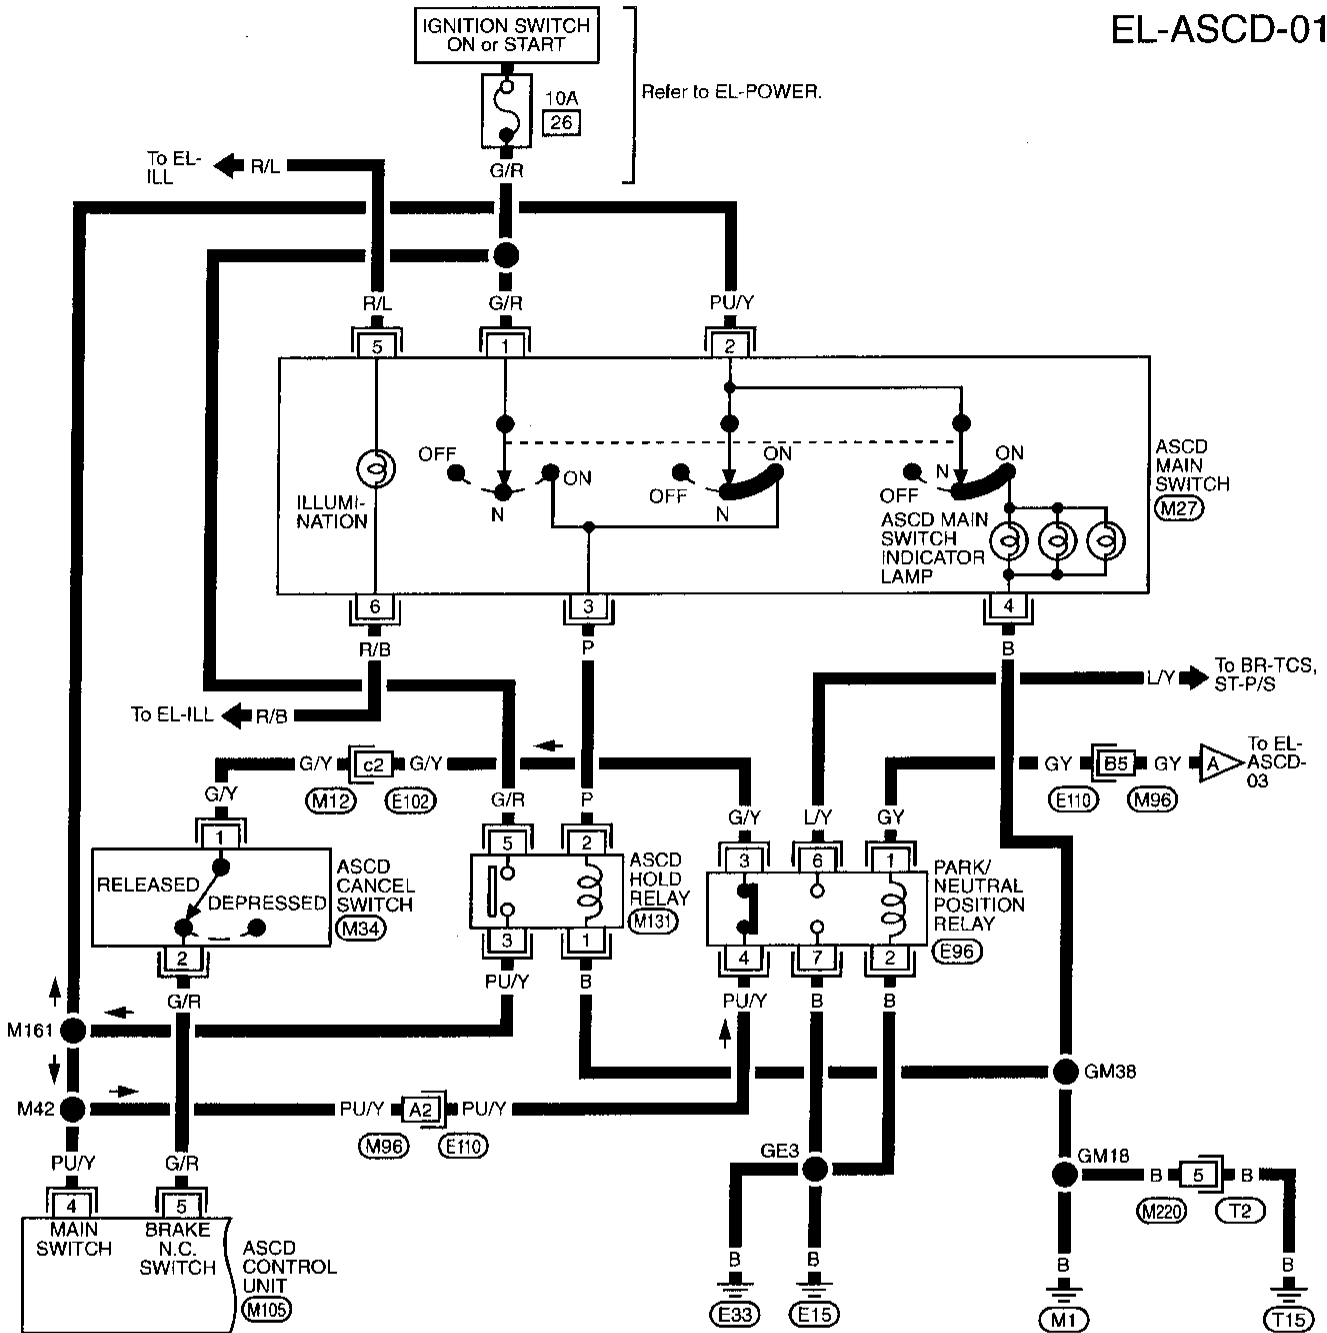 EL-ASCD-01
IGNITION SWITCH
ON or START
Refer to EL-POWER.
10A
26
To EL-
ILL
R/L
G/R
R/L
G/R
PU/Y
5
1
2
OFF
ON
N
OFF
ON
N
OFF
N
ON
ILLUMI-
NATION
ASCD MAIN
SWITCH
INDICATOR
LAMP
ASCD
MAIN
SWITCH
M27
6
3
4
R/B
P
B
To EL-ILL
R/B
L/Y
To BR-TCS,
ST-P/S
G/Y
c2
G/Y
M12
E102
GY
B5
GY
A
To EL-
ASCD-
03
E110
M96
G/Y
G/R
P
G/Y
L/Y
GY
1
5
2
3
6
1
RELEASED
DEPRESSED
ASCD
CANCEL
SWITCH
M34
ASCD
HOLD
RELAY
M131
PARK/
NEUTRAL
POSITION
RELAY
E96
2
3
1
4
7
2
G/R
PU/Y
B
PU/Y
B
B
M161
GM38
M42
PU/Y
A2
PU/Y
M96
E110
GE3
GM18
B
5
B
M220
T2
PU/Y
G/R
4
5
MAIN
SWITCH
BRAKE
N.C.
SWITCH
ASCD
CONTROL
UNIT
M105
B
B
B
B
E33
E15
M1
T15